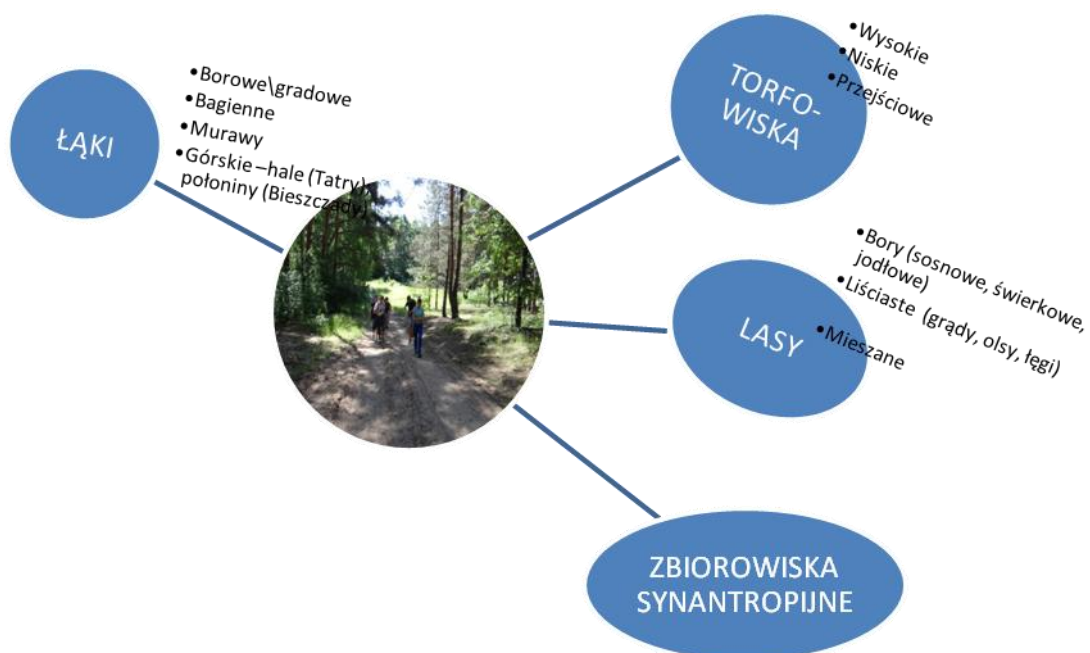 ŁĄKI
•Borowe\gradowe
•Bagienne
•Murawy
•Górskie –hale (Tatry),
połoniny (Bieszczady)
TORFO-
WISKA
•Wysokie
•Niskie
•Przejściowe
LASY
•Bory (sosnowe, świerkowe,
jodłowe)
•Liściaste (grądy, olsy, łęgi)
•Mieszane
ZBIOROWISKA
SYNANTROPIJNE